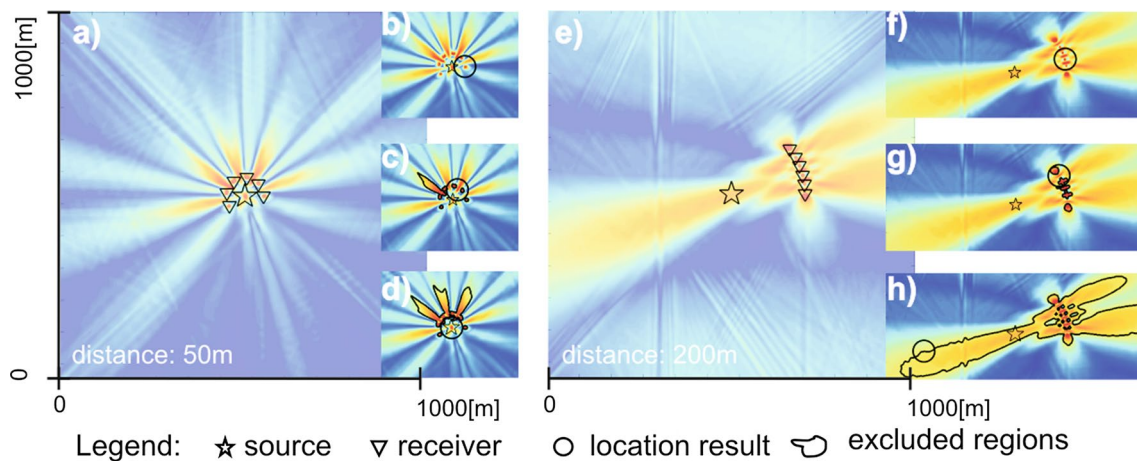 a)
b)
c)
d)
e)
f)
g)
h)
1000[m]
0
distance: 50m
distance: 200m
0
1000[m]
0
1000[m]
Legend: source receiver location result excluded regions